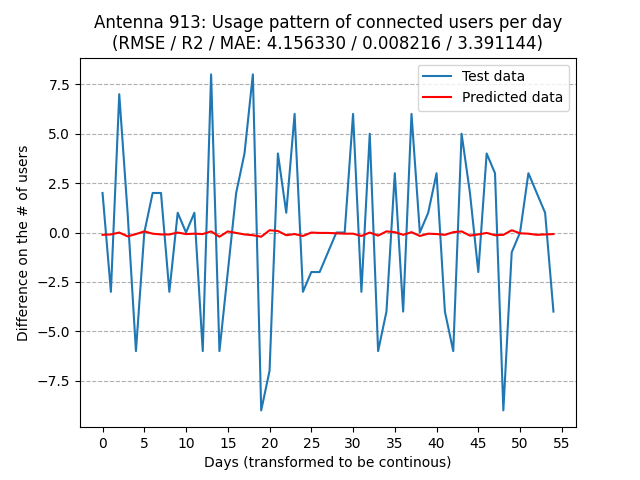 Antenna 913: Usage pattern of connected users per day
(RMSE / R2 / MAE: 4.156330 / 0.008216 / 3.391144)
Test data
Predicted data
Difference on the # of users
7.5
5.0
2.5
0.0
−2.5
−5.0
−7.5
0 5 10 15 20 25 30 35 40 45 50 55
Days (transformed to be continous)